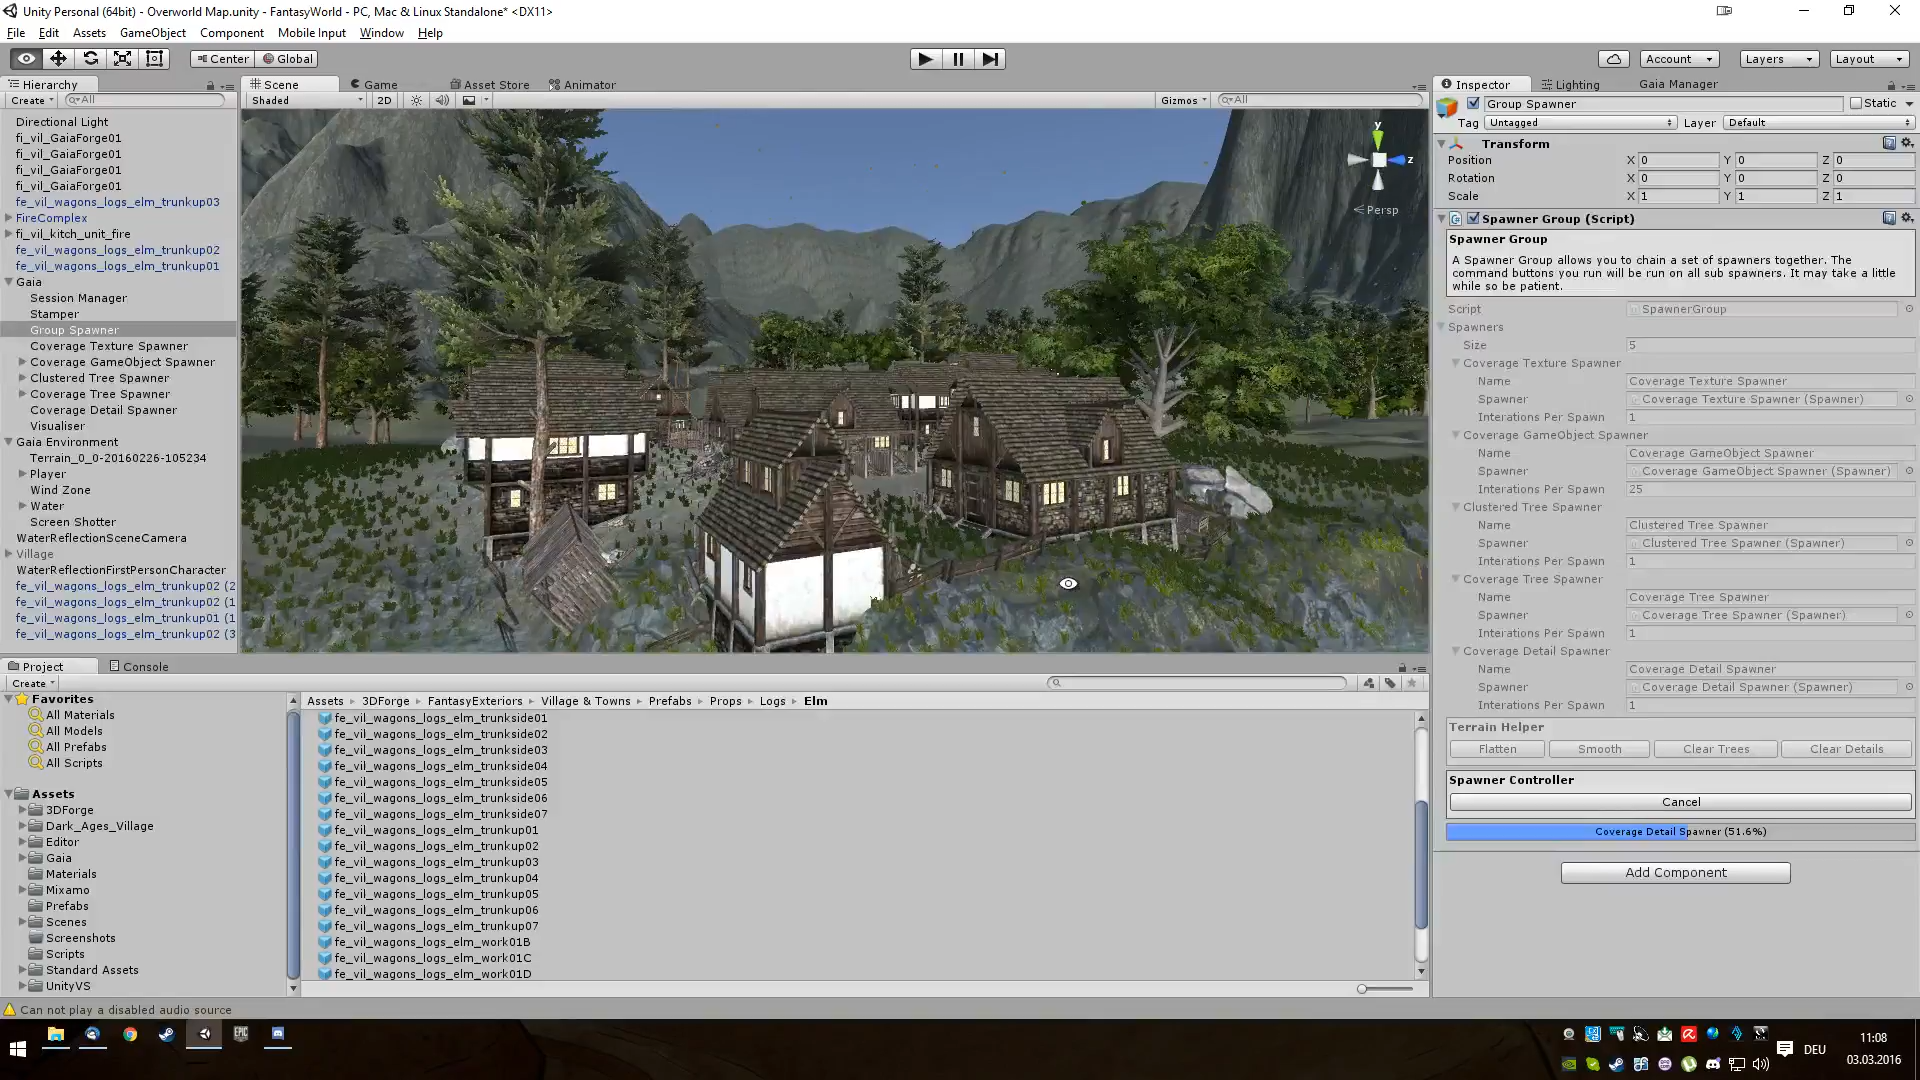 Unity Personal (64bit) - Overworld Map.unity - FantasyWorld - PC, Mac & Linux Standalone* <DX11>
File Edit Assets GameObject Component Mobile Input Window Help
Center Global Account Layers Layout
Hierarchy
Create All
Directional Light
fi_vil_GaiaForge01
fi_vil_GaiaForge01
fi_vil_GaiaForge01
fi_vil_GaiaForge01
fe_vil_wagons_logs_elm_trunkup03
FireComplex
fi_vil_kitch_unit_fire
fe_vil_wagons_logs_elm_trunkup02
fe_vil_wagons_logs_elm_trunkup01
Gaia
Session Manager
Stamper
Group Spawner
Coverage Texture Spawner
Coverage GameObject Spawner
Clustered Tree Spawner
Coverage Tree Spawner
Coverage Detail Spawner
Visualiser
Gaia Environment
Terrain_0_0-20160226-105234
Player
Wind Zone
Water
Screen Shotter
WaterReflectionSceneCamera
Village
WaterReflectionFirstPersonCharacter
fe_vil_wagons_logs_elm_trunkup02 (2
fe_vil_wagons_logs_elm_trunkup02 (1
fe_vil_wagons_logs_elm_trunkup01 (1
fe_vil_wagons_logs_elm_trunkup02 (3
Scene Game Asset Store Animator
Shaded 2D Gizmos All
y
z
Persp
Inspector Lighting Gaia Manager
Group Spawner Static
Tag Untagged Layer Default
Transform
Position X 0 Y 0 Z 0
Rotation X 0 Y 0 Z 0
Scale X 1 Y 1 Z 1
Spawner Group (Script)
Spawner Group
A Spawner Group allows you to chain a set of spawners together. The
command buttons you run will be run on all sub spawners. It may take a little
while so be patient.
Script SpawnerGroup
Spawners
Size 5
Coverage Texture Spawner
Name Coverage Texture Spawner
Spawner Coverage Texture Spawner (Spawner)
Interations Per Spawn 1
Coverage GameObject Spawner
Name Coverage GameObject Spawner
Spawner Coverage GameObject Spawner (Spawner)
Interations Per Spawn 25
Clustered Tree Spawner
Name Clustered Tree Spawner
Spawner Clustered Tree Spawner (Spawner)
Interations Per Spawn 1
Coverage Tree Spawner
Name Coverage Tree Spawner
Spawner Coverage Tree Spawner (Spawner)
Interations Per Spawn 1
Coverage Detail Spawner
Name Coverage Detail Spawner
Spawner Coverage Detail Spawner (Spawner)
Interations Per Spawn 1
Terrain Helper
Flatten Smooth Clear Trees Clear Details
Spawner Controller
Cancel
Coverage Detail Spawner (51.6%)
Add Component
Project Console
Create
Favorites
All Materials
All Models
All Prefabs
All Scripts
Assets
3DForge
Dark_Ages_Village
Editor
Gaia
Materials
Mixamo
Prefabs
Scenes
Screenshots
Scripts
Standard Assets
UnityVS
Assets 3DForge FantasyExteriors Village & Towns Prefabs Props Logs Elm
fe_vil_wagons_logs_elm_trunkside01
fe_vil_wagons_logs_elm_trunkside02
fe_vil_wagons_logs_elm_trunkside03
fe_vil_wagons_logs_elm_trunkside04
fe_vil_wagons_logs_elm_trunkside05
fe_vil_wagons_logs_elm_trunkside06
fe_vil_wagons_logs_elm_trunkside07
fe_vil_wagons_logs_elm_trunkup01
fe_vil_wagons_logs_elm_trunkup02
fe_vil_wagons_logs_elm_trunkup03
fe_vil_wagons_logs_elm_trunkup04
fe_vil_wagons_logs_elm_trunkup05
fe_vil_wagons_logs_elm_trunkup06
fe_vil_wagons_logs_elm_trunkup07
fe_vil_wagons_logs_elm_work01B
fe_vil_wagons_logs_elm_work01C
fe_vil_wagons_logs_elm_work01D
Can not play a disabled audio source
EPIC
DEU
11:08
03.03.2016